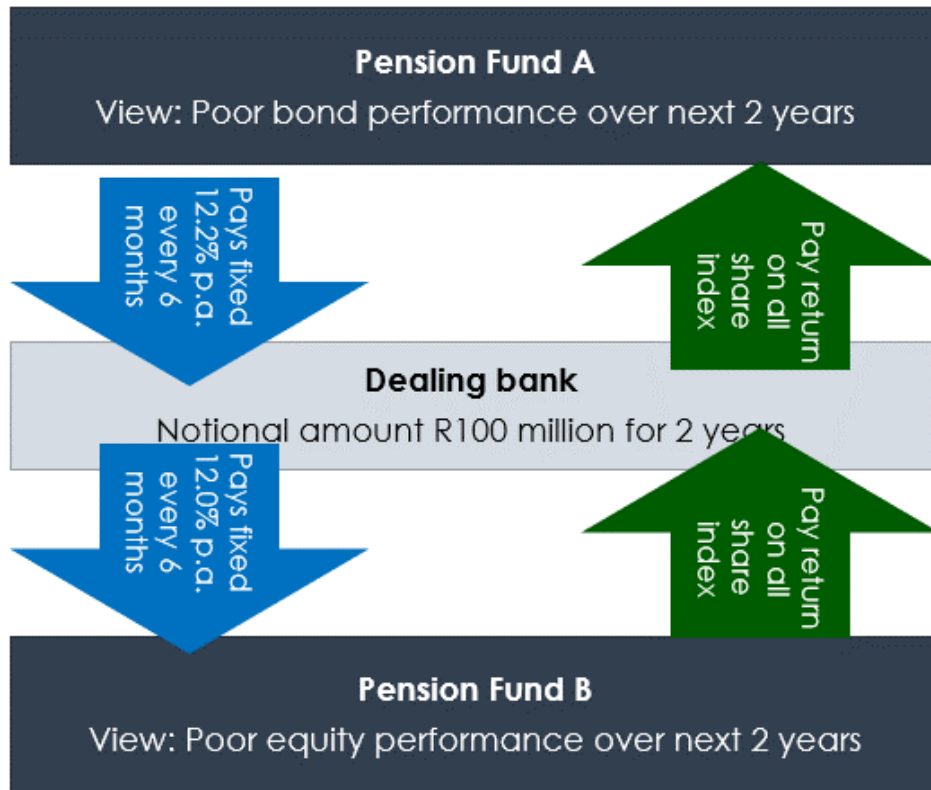 Pension Fund A
View: Poor bond performance over next 2 years
Pays fixed
12.2% p.a.
every 6
months
Pay return
on all
share
index
Dealing bank
Notional amount R100 million for 2 years
Pays fixed
12.0% p.a.
every 6
months
Pay return
on all
share
index
Pension Fund B
View: Poor equity performance over next 2 years